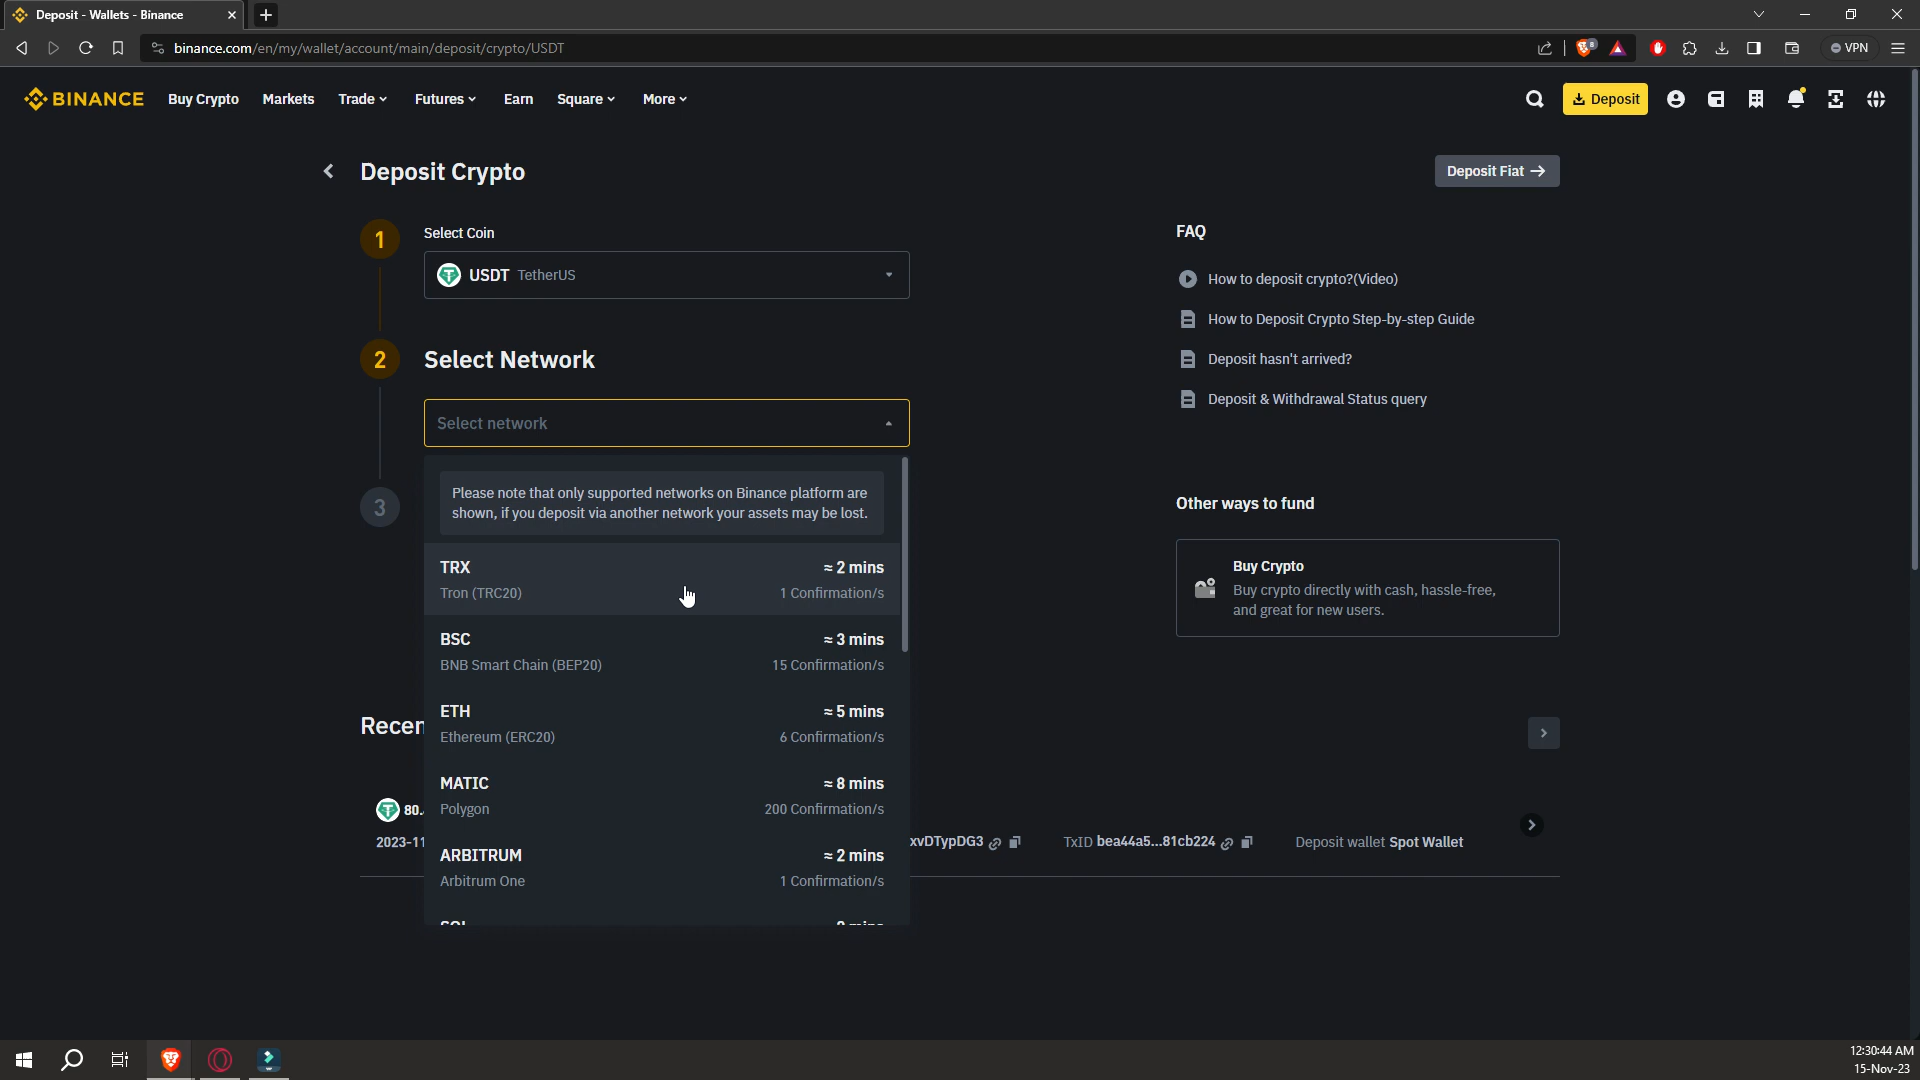 Deposit - Wallets - Binance
binance.com/en/my/wallet/account/main/deposit/crypto/USDT
8
VPN
BINANCE
Buy Crypto
Markets
Trade
Futures
Earn
Square
More
Deposit
Deposit Crypto
Deposit Fiat →
1
Select Coin
USDT TetherUS
2
Select Network
Select network
3
Please note that only supported networks on Binance platform are
shown, if you deposit via another network your assets may be lost.
TRX ≈ 2 mins
Tron (TRC20) 1 Confirmation/s
BSC ≈ 3 mins
BNB Smart Chain (BEP20) 15 Confirmation/s
ETH ≈ 5 mins
Ethereum (ERC20) 6 Confirmation/s
MATIC ≈ 8 mins
Polygon 200 Confirmation/s
ARBITRUM ≈ 2 mins
Arbitrum One 1 Confirmation/s
FAQ
How to deposit crypto?(Video)
How to Deposit Crypto Step-by-step Guide
Deposit hasn't arrived?
Deposit & Withdrawal Status query
Other ways to fund
Buy Crypto
Buy crypto directly with cash, hassle-free,
and great for new users.
Recen
80.
2023-11
xvDTypDG3
TxID bea44a5...81cb224
Deposit wallet Spot Wallet
12:30:44 AM
15-Nov-23